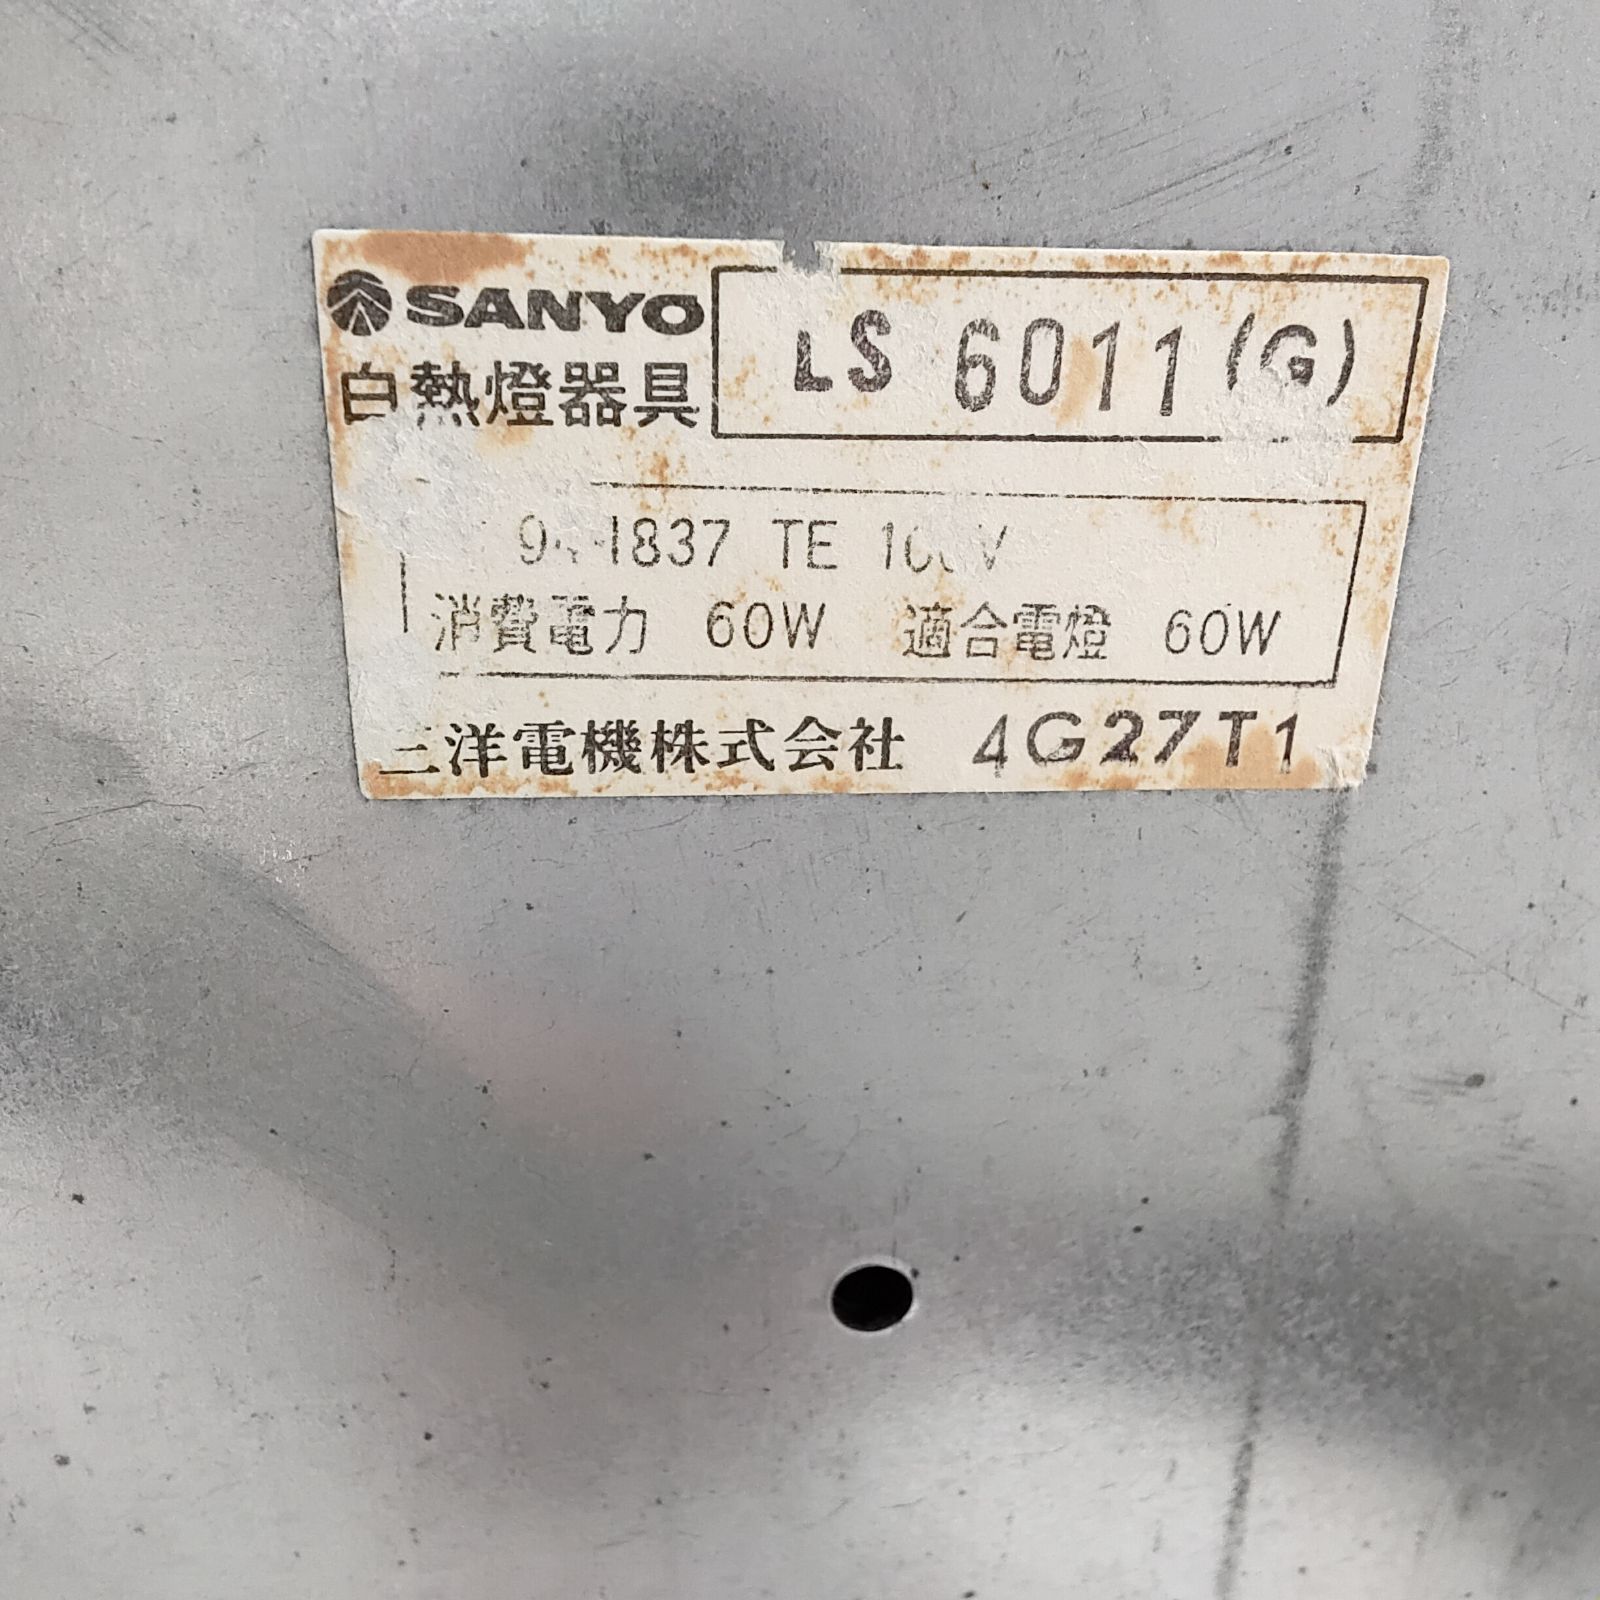 SANYO
白熱燈器具
LS 6011 (G)
1837 TE
消費電力 60W 適合電燈 60W
三洋電機株式会社 4G27T1